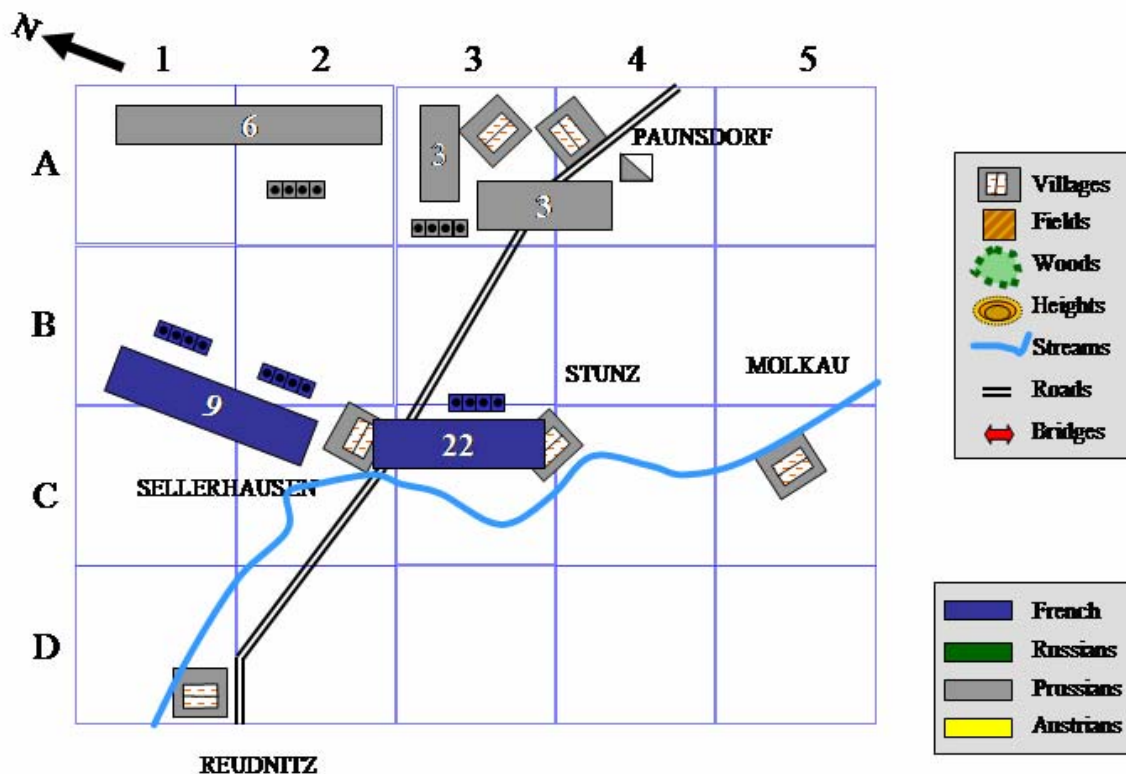 N
1 2 3 4 5
A
6
3
PAUNSDORF
3
B
STUNZ
MOLKAU
9
22
C
SELLERHAUSEN
D
REUDNITZ
Villages
Fields
Woods
Heights
Streams
Roads
Bridges
French
Russians
Prussians
Austrians